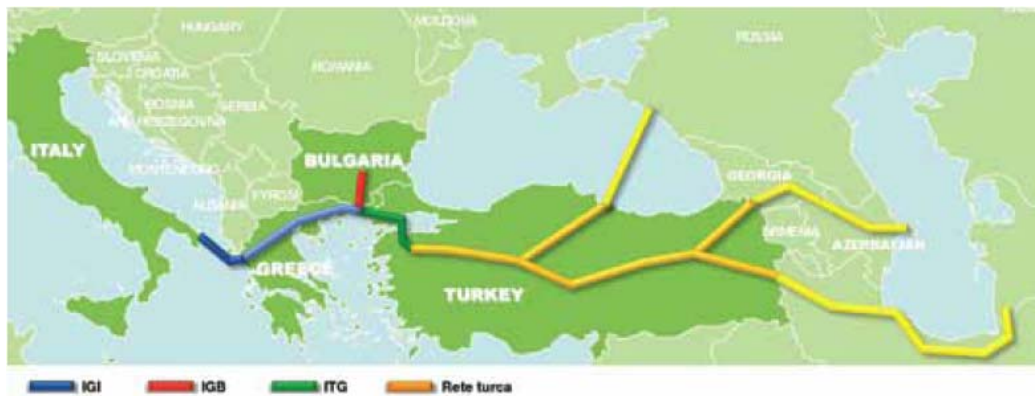 MOLDOVA
HUNGARY
RUSSIA
SLOVENIA
CROATIA
ROMANIA
BOSNIA
SERBIA
ITALY
MONTENEGRO
BULGARIA
GEORGIA
ALBANIA
ARMENIA
AZERBAIJAN
GREECE
TURKEY
IGI
IGB
ITG
Rete turca